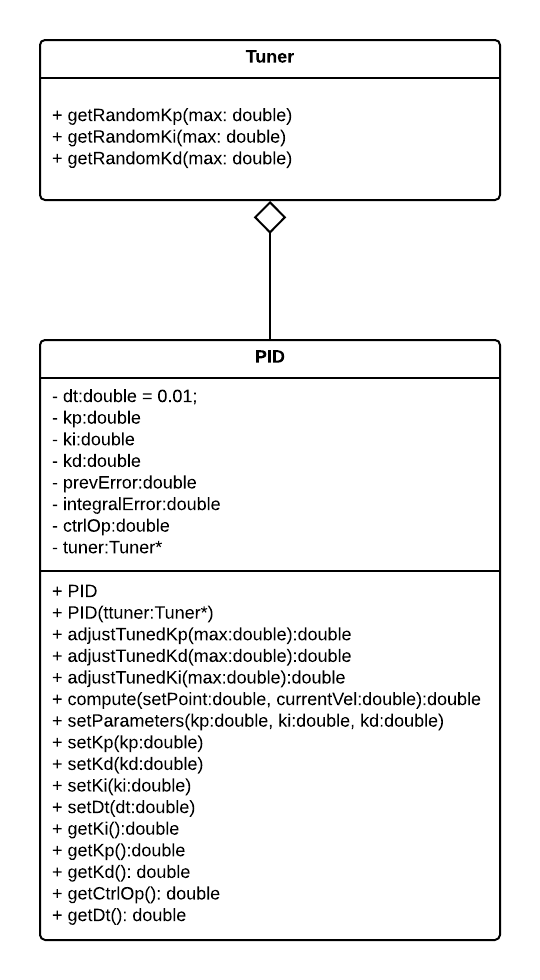 Tuner
+ getRandomKp(max: double)
+ getRandomKi(max: double)
+ getRandomKd(max: double)
PID
- dt:double = 0.01;
- kp:double
- ki:double
- kd:double
- prevError:double
- integralError:double
- ctrlOp:double
- tuner:Tuner*
+ PID
+ PID(ttuner:Tuner*)
+ adjustTunedKp(max:double):double
+ adjustTunedKd(max:double):double
+ adjustTunedKi(max:double):double
+ compute(setPoint:double, currentVel:double):double
+ setParameters(kp:double, ki:double, kd:double)
+ setKp(kp:double)
+ setKd(kd:double)
+ setKi(ki:double)
+ setDt(dt:double)
+ getKi():double
+ getKp():double
+ getKd(): double
+ getCtrlOp(): double
+ getDt(): double